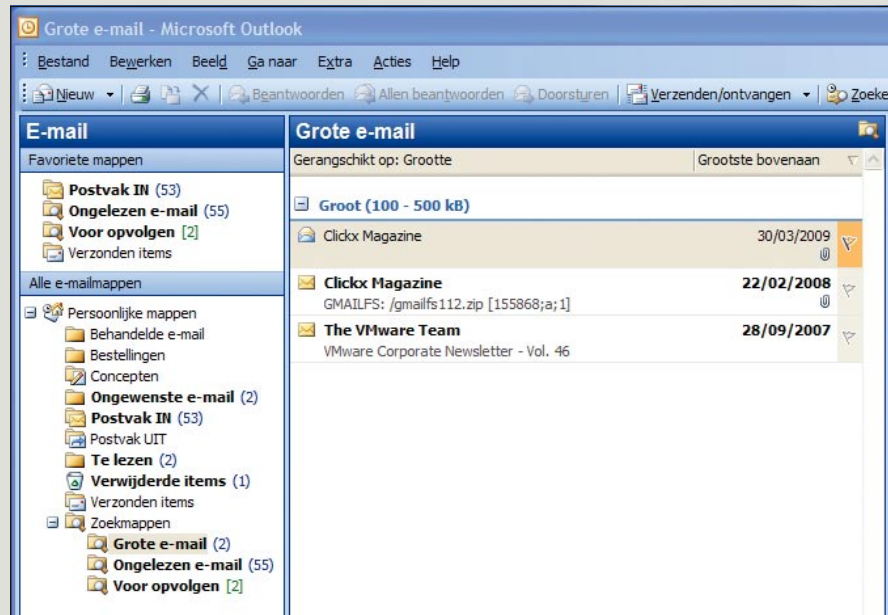 Grote e-mail - Microsoft Outlook
Bestand Bewerken Beeld Ga naar Extra Acties Help
Nieuw Beantwoorden Allen beantwoorden Doorsturen Verzenden/ontvangen Zoeke
E-mail
Favoriete mappen
Postvak IN (53)
Ongelezen e-mail (55)
Voor opvolgen [2]
Verzonden items
Alle e-mailmappen
Persoonlijke mappen
Behandelde e-mail
Bestellingen
Concepten
Ongewenste e-mail (2)
Postvak IN (53)
Postvak UIT
Te lezen (2)
Verwijderde items (1)
Verzonden items
Zoekmappen
Grote e-mail (2)
Ongelezen e-mail (55)
Voor opvolgen [2]
Grote e-mail
Gerangschikt op: Grootte Grootste bovenaan
Groot (100 - 500 kB)
Clickx Magazine 30/03/2009
Clickx Magazine 22/02/2008
GMAILFS: /gmailfs112.zip [155868;a;1]
The VMware Team 28/09/2007
VMware Corporate Newsletter - Vol. 46